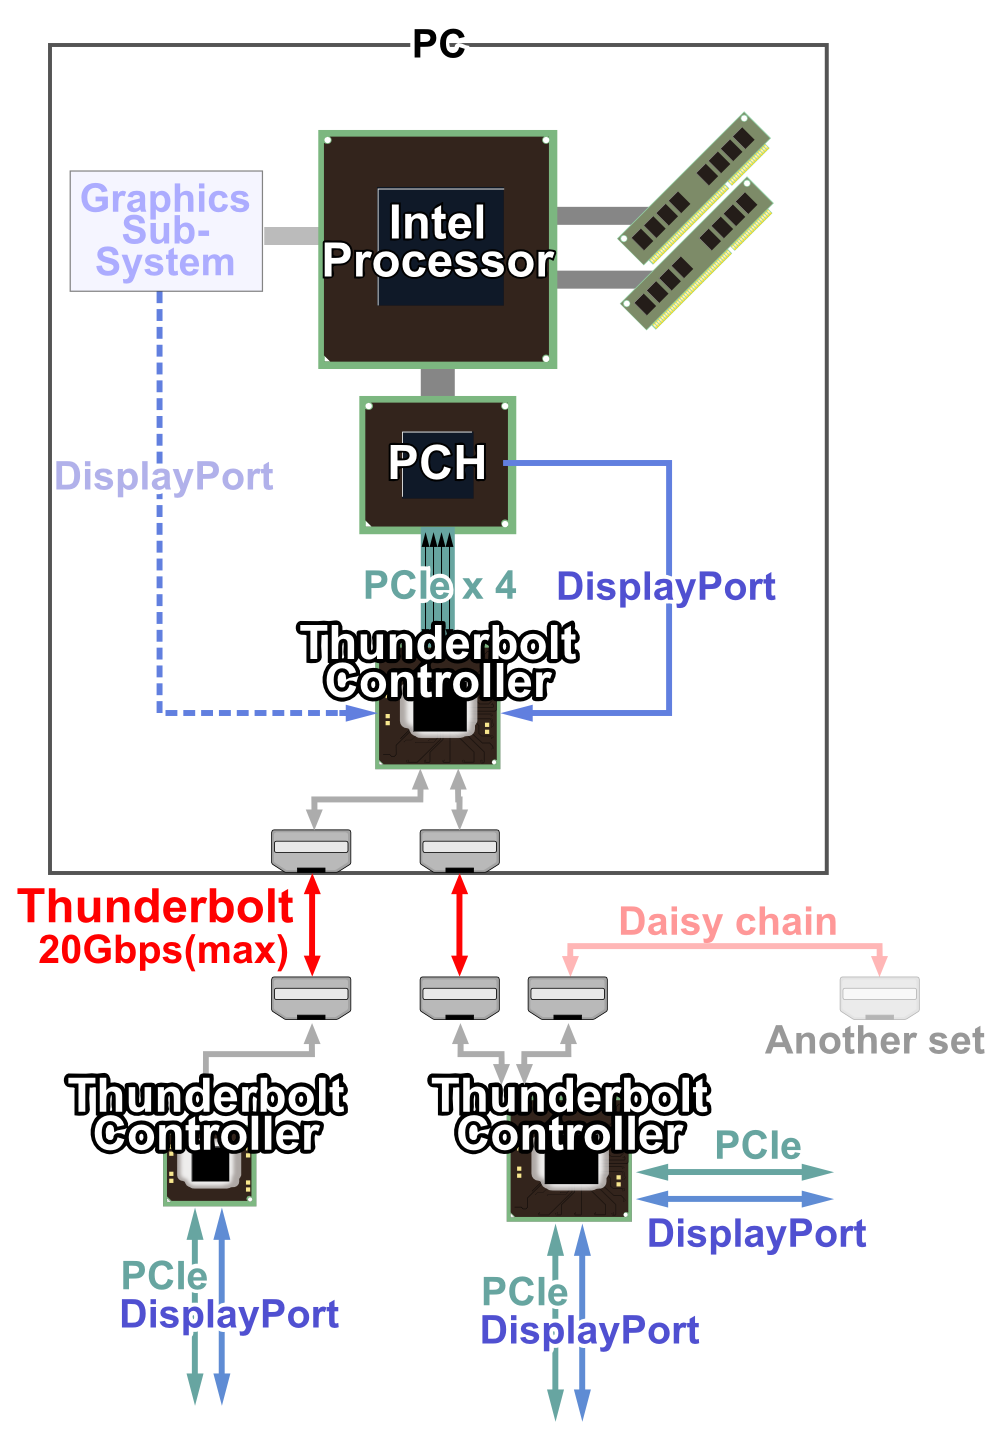 PC
Graphics
Sub-
System
Intel
Processor
PCH
DisplayPort
PCIe x 4
DisplayPort
Thunderbolt
Controller
Thunderbolt
20Gbps(max)
Daisy chain
Another set
Thunderbolt
Controller
Thunderbolt
Controller
PCIe
DisplayPort
PCIe
DisplayPort
PCIe
DisplayPort